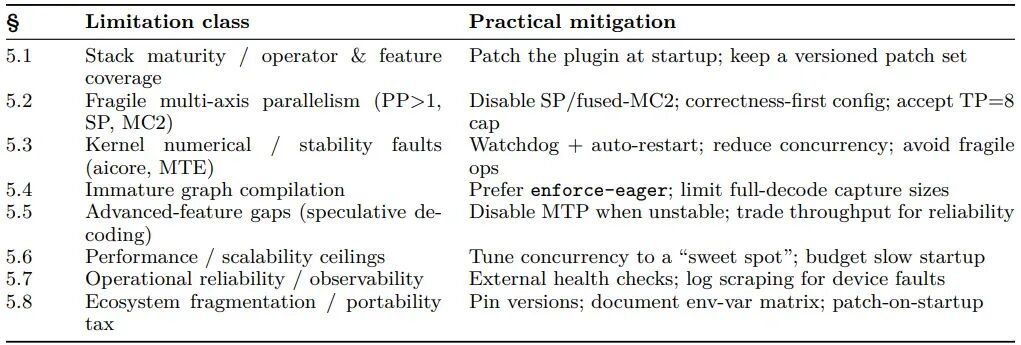 § Limitation class Practical mitigation
5.1 Stack maturity / operator & feature Patch the plugin at startup; keep a versioned patch set
coverage
5.2 Fragile multi-axis parallelism (PP>1, Disable SP/fused-MC2; correctness-first config; accept TP=8
SP, MC2) cap
5.3 Kernel numerical / stability faults Watchdog + auto-restart; reduce concurrency; avoid fragile
(aicore, MTE) ops
5.4 Immature graph compilation Prefer enforce-eager; limit full-decode capture sizes
5.5 Advanced-feature gaps (speculative de- Disable MTP when unstable; trade throughput for reliability
coding)
5.6 Performance / scalability ceilings Tune concurrency to a “sweet spot”; budget slow startup
5.7 Operational reliability / observability External health checks; log scraping for device faults
5.8 Ecosystem fragmentation / portability Pin versions; document env-var matrix; patch-on-startup
tax